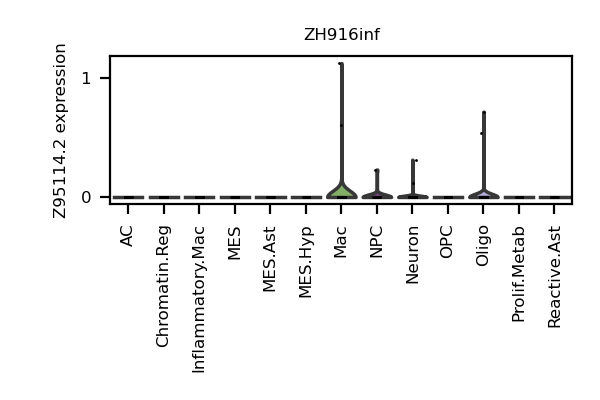 ZH916inf
Z95114.2 expression
1
0
AC
Chromatin.Reg
Inflammatory.Mac
MES
MES.Ast
MES.Hyp
Mac
NPC
Neuron
OPC
Oligo
Prolif.Metab
Reactive.Ast